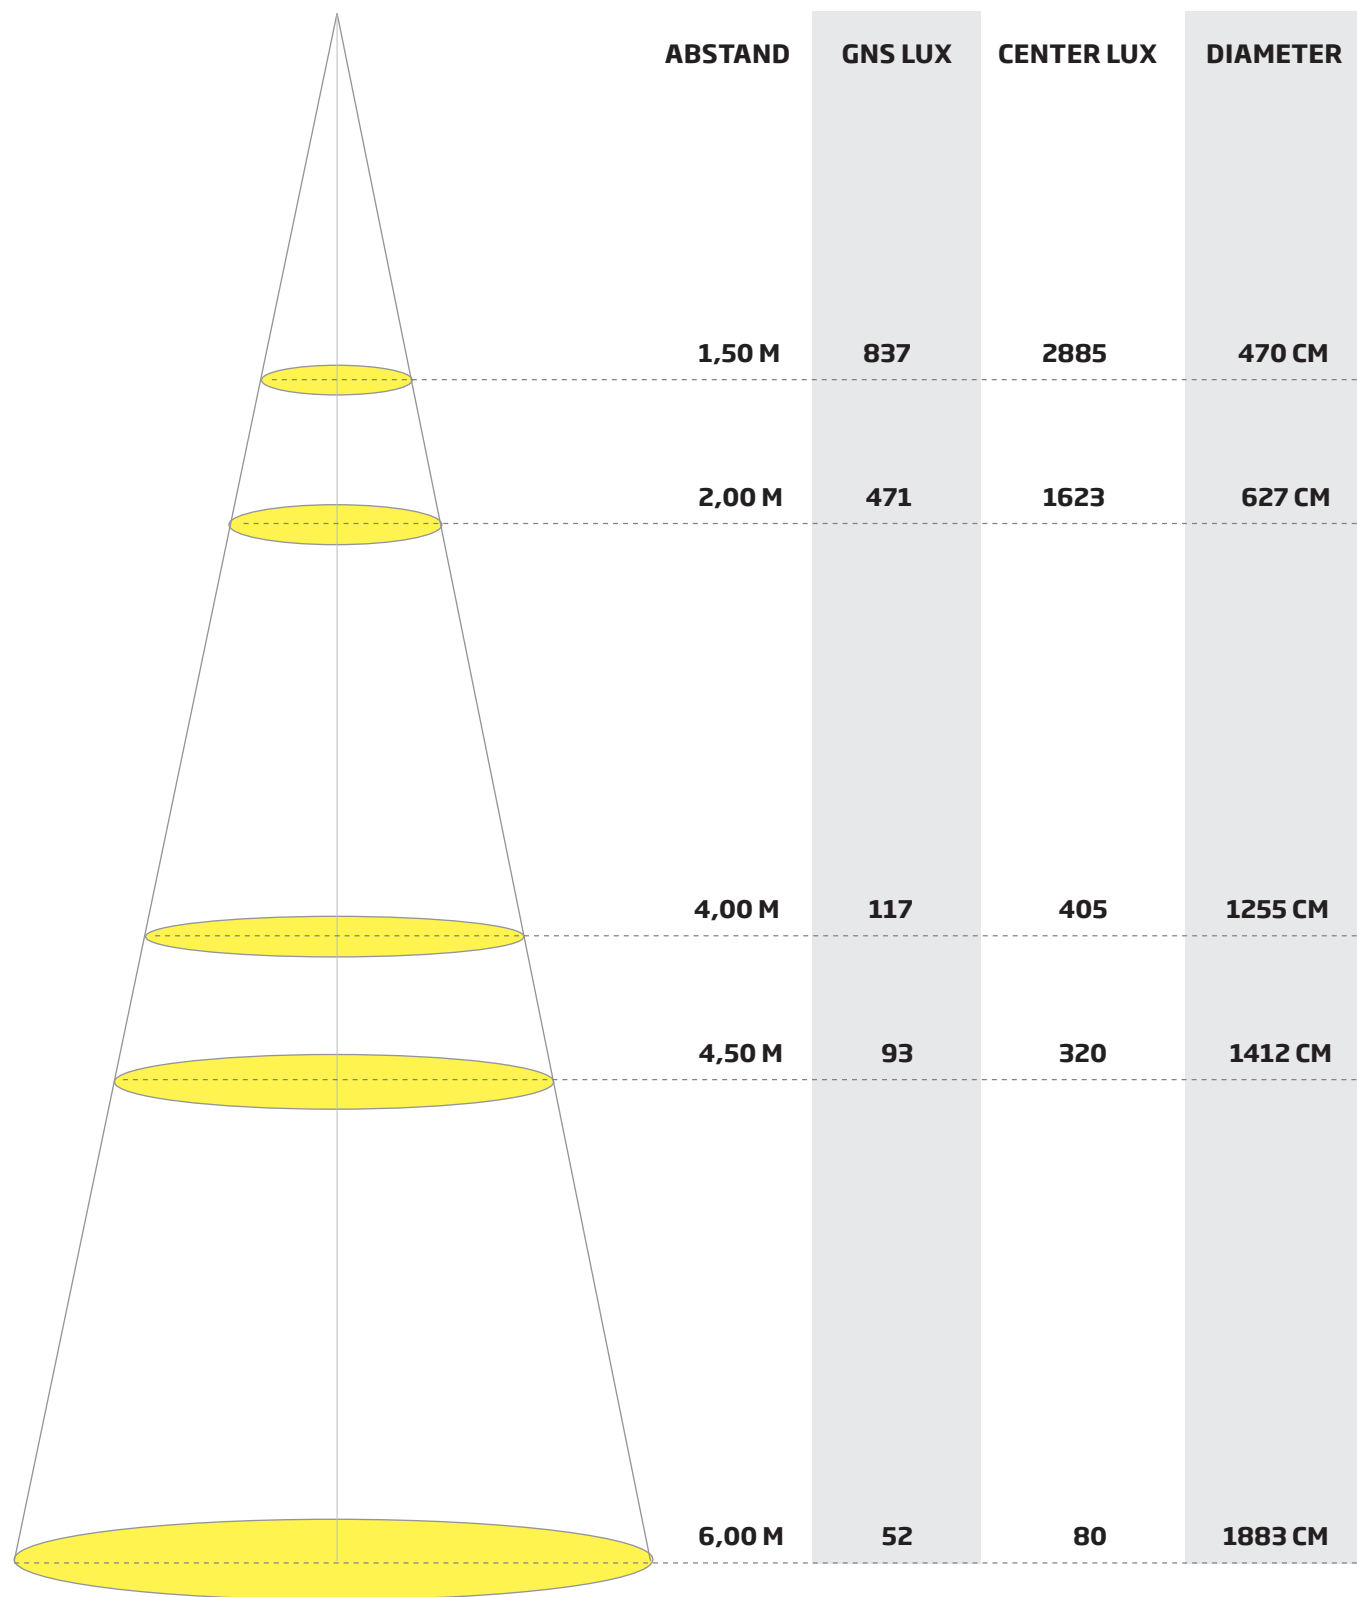 ABSTAND GNS LUX CENTER LUX DIAMETER
1,50 M 837 2885 470 CM
2,00 M 471 1623 627 CM
4,00 M 117 405 1255 CM
4,50 M 93 320 1412 CM
6,00 M 52 80 1883 CM